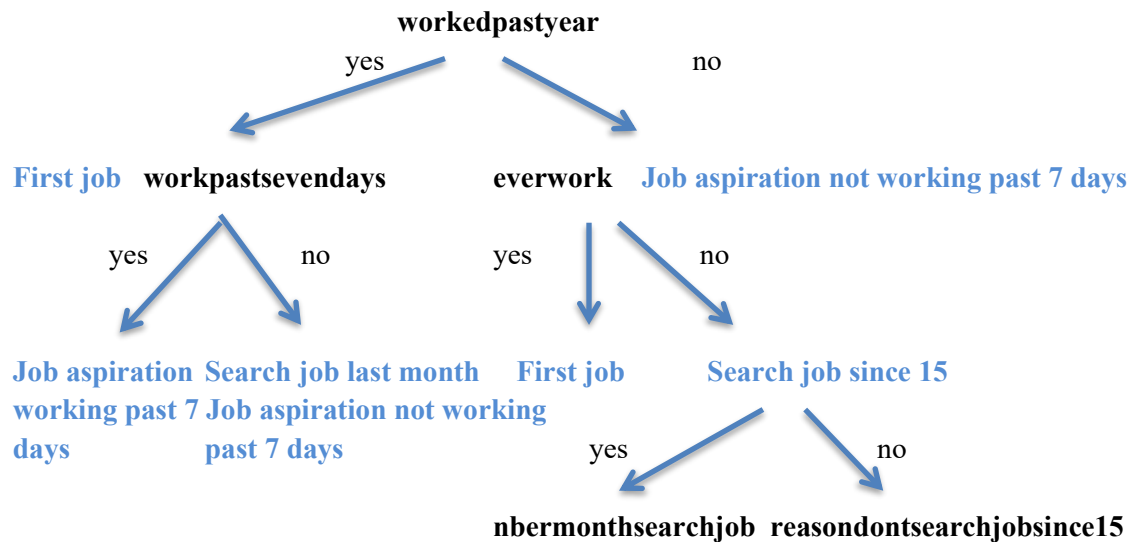 workedpastyear
yes no
First job workpastsevendays everwork Job aspiration not working past 7 days
yes no yes no
Job aspiration Search job last month First job Search job since 15
working past 7 Job aspiration not working
days past 7 days
yes no
nbermonthsearchjob reasondontsearchjobsince15